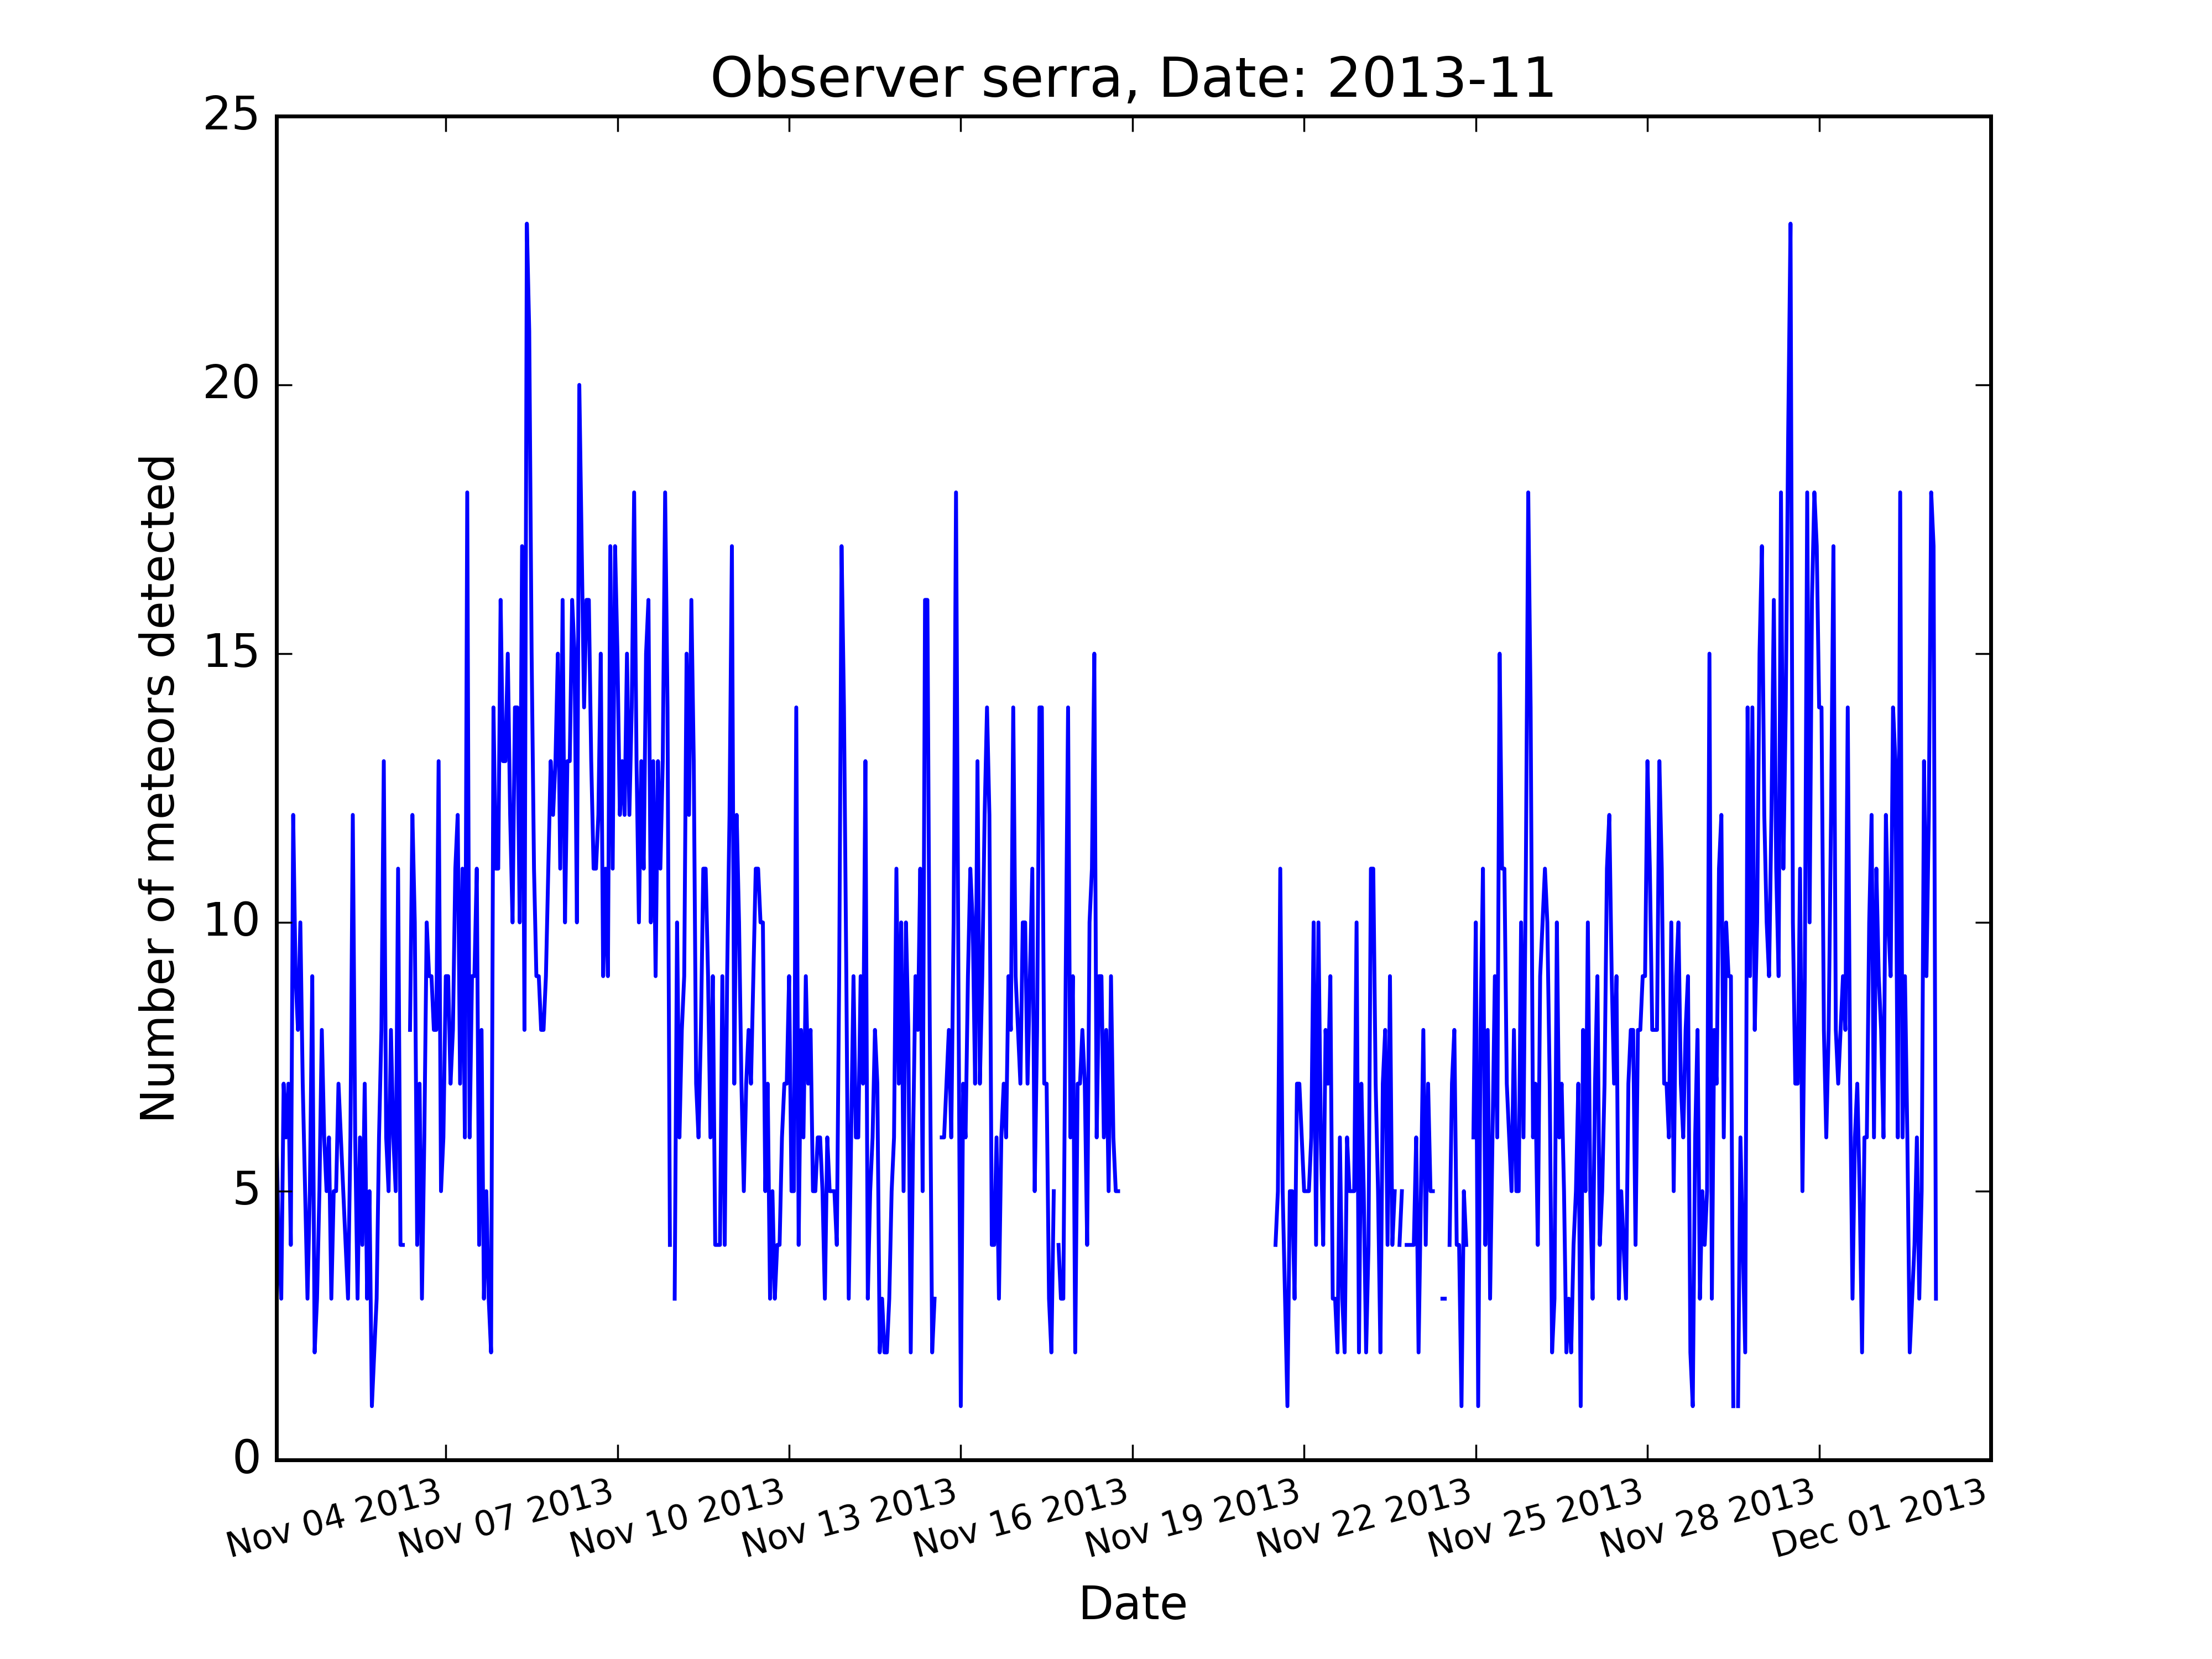 Observer serra, Date: 2013-11
25
20
15
10
5
0
Number of meteors detected
Nov 04 2013
Nov 07 2013
Nov 10 2013
Nov 13 2013
Nov 16 2013
Nov 19 2013
Nov 22 2013
Nov 25 2013
Nov 28 2013
Dec 01 2013
Date